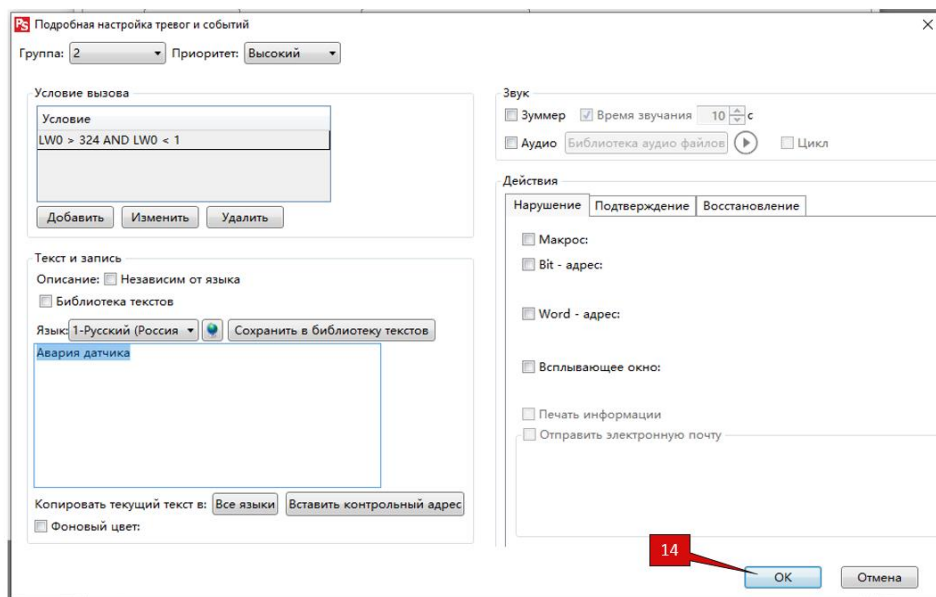 PS Подробная настройка тревог и событий
Группа: 2 Приоритет: Высокий
Условие вызова
Условие
LW0 > 324 AND LW0 < 1
Добавить Изменить Удалить
Текст и запись
Описание: Независим от языка
Библиотека текстов
Язык: 1-Русский (Россия Сохранить в библиотеку текстов
Авария датчика
Копировать текущий текст в: Все языки Вставить контрольный адрес
Фоновый цвет:
Звук
Зуммер Время звучания 10 с
Аудио Библиотека аудио файлов Цикл
Действия
Нарушение Подтверждение Восстановление
Макрос:
Bit - адрес:
Word - адрес:
Всплывающее окно:
Печать информации
Отправить электронную почту
14
OK Отмена